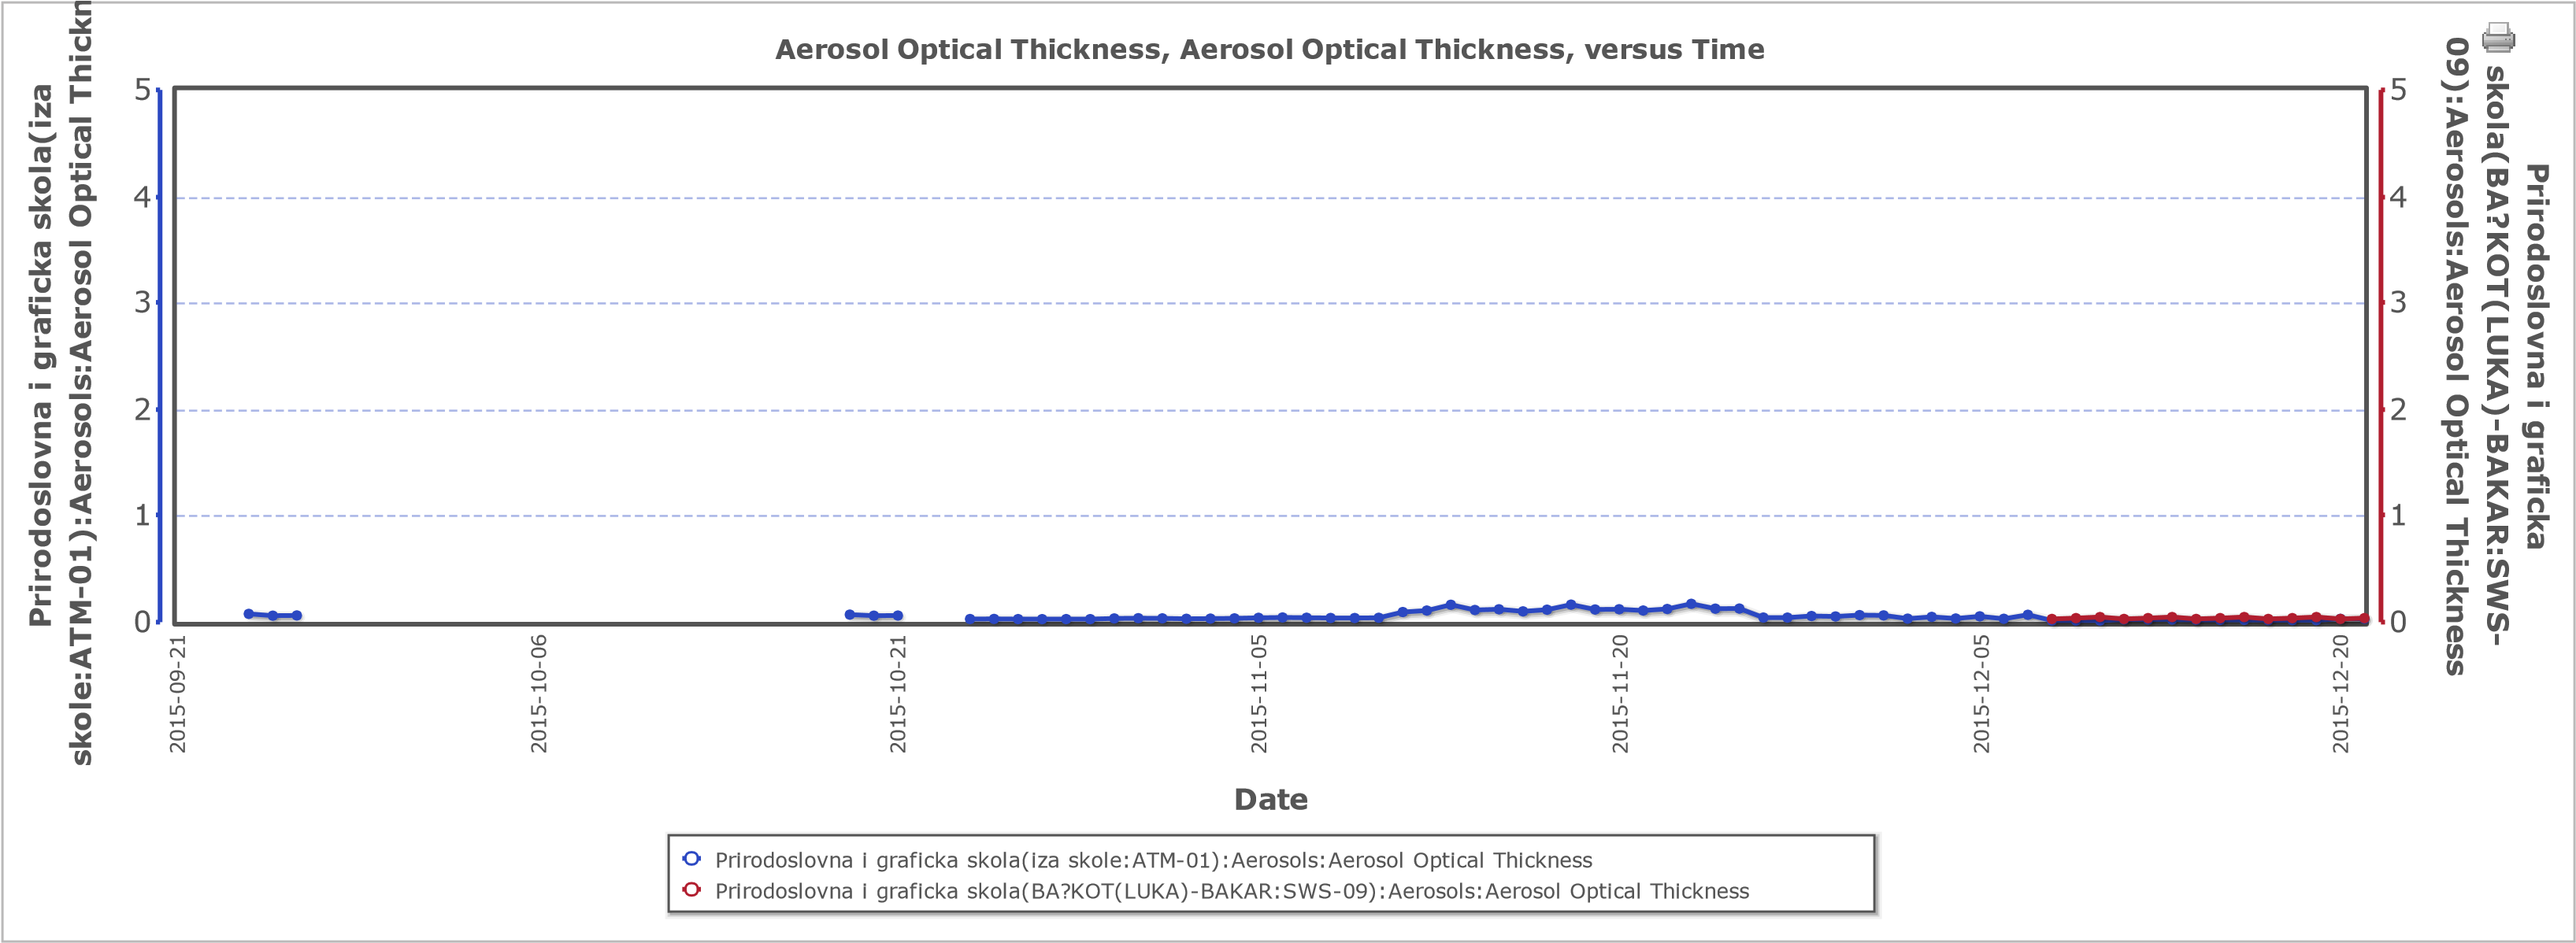 Aerosol Optical Thickness, Aerosol Optical Thickness, versus Time
Prirodoslovna i graficka skola(iza
skole:ATM-01):Aerosols:Aerosol Optical
5
4
3
2
1
0
5
4
3
2
1
0
Prirodoslovna i graficka
skola(BA?KOT(LUKA)-BAKAR:SWS-
09):Aerosols:Aerosol Optical Thickness
2015-09-21
2015-10-06
2015-10-21
2015-11-05
2015-11-20
2015-12-05
2015-12-20
Date
Prirodoslovna i graficka skola(iza skole:ATM-01):Aerosols:Aerosol Optical Thickness
Prirodoslovna i graficka skola(BA?KOT(LUKA)-BAKAR:SWS-09):Aerosols:Aerosol Optical Thickness